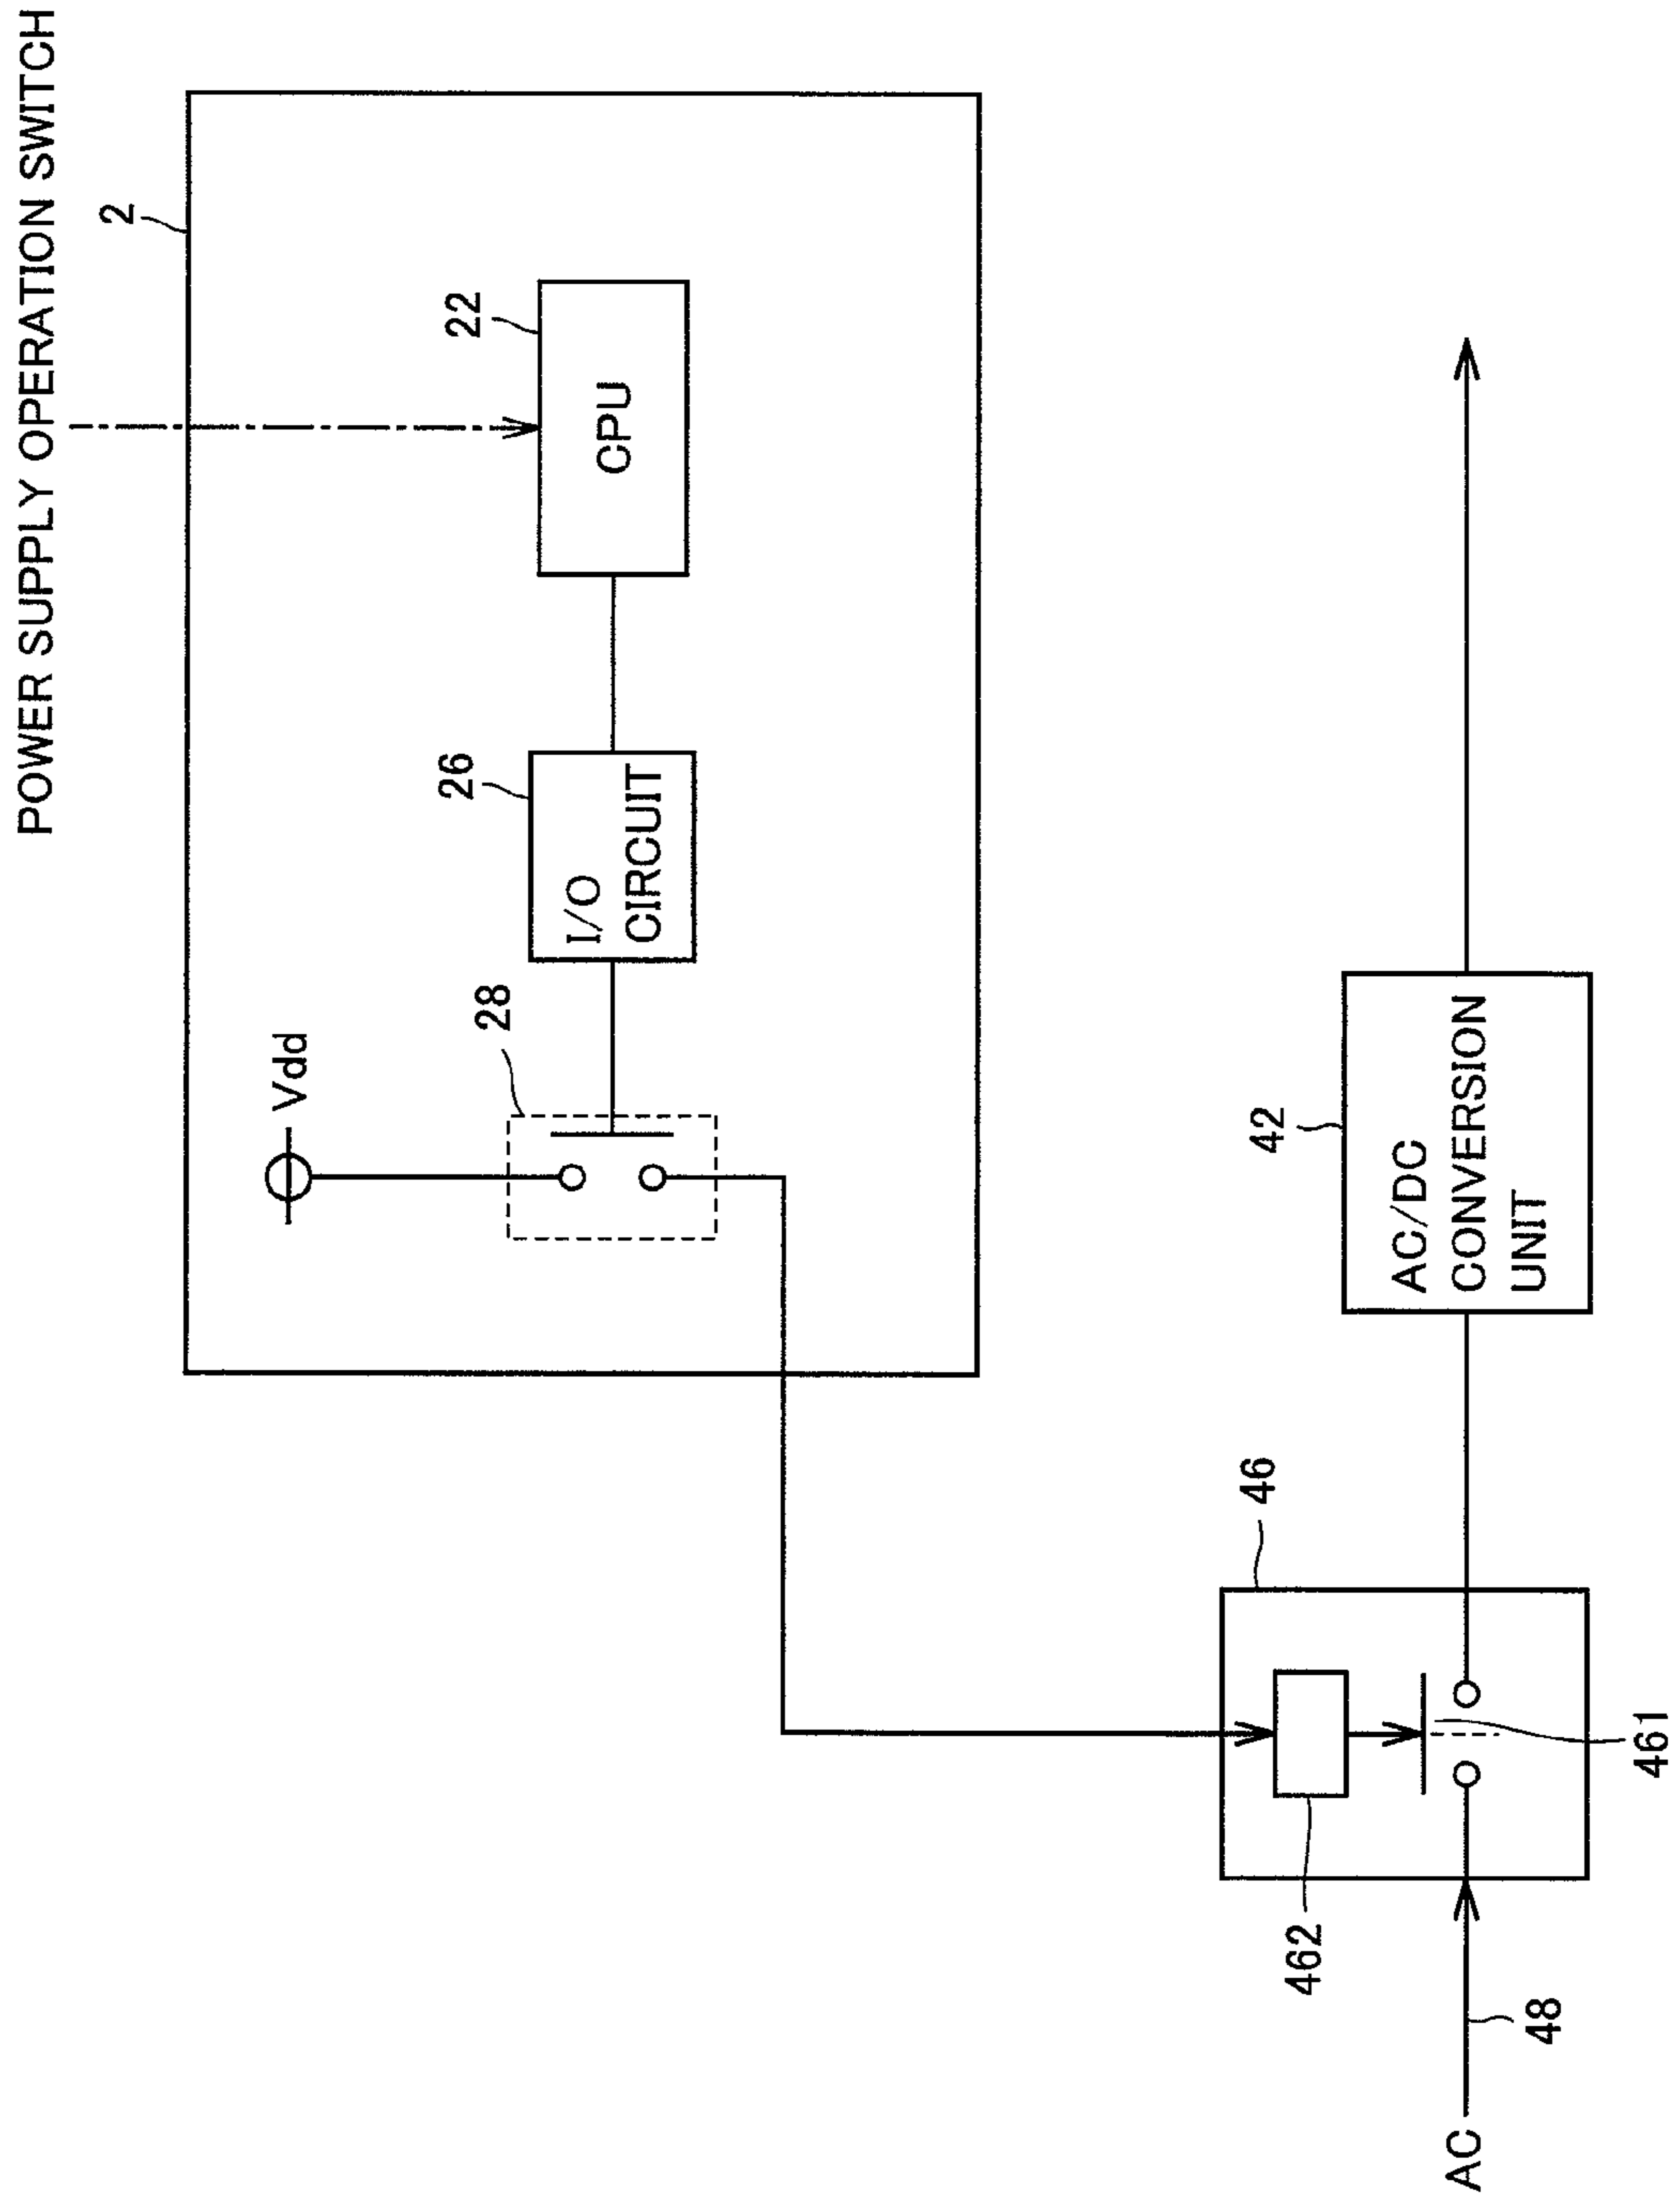 POWER SUPPLY OPERATION SWITCH
2
Vdd
28
26
22
I/O
CIRCUIT
CPU
46
42
462
AC/DC
CONVERSION
UNIT
AC
48
461